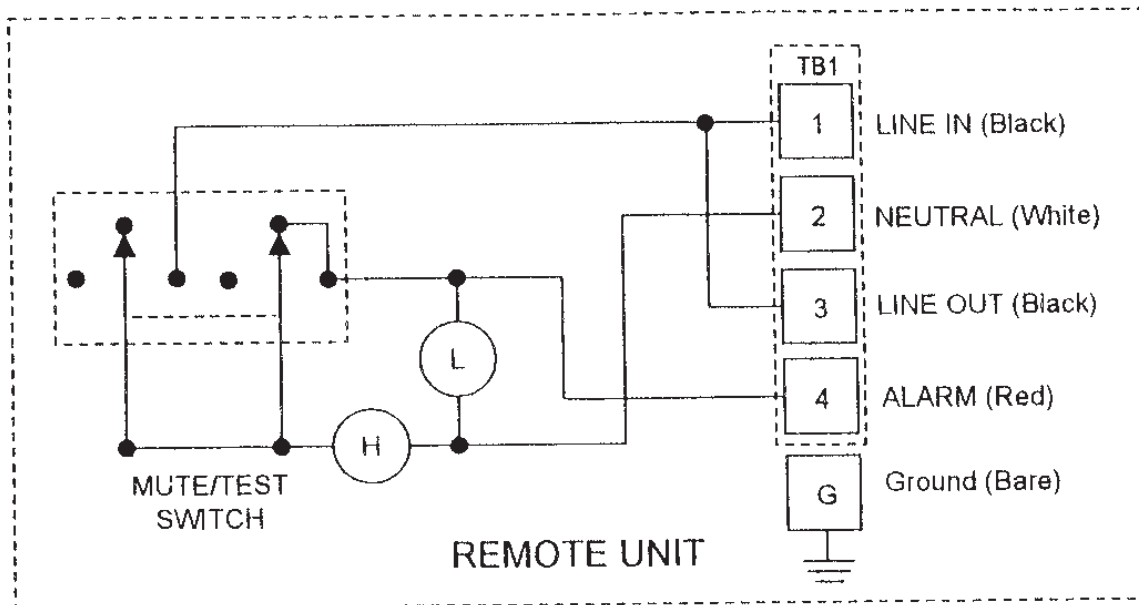 TB1
1 LINE IN (Black)
2 NEUTRAL (White)
3 LINE OUT (Black)
L
4 ALARM (Red)
H
MUTE/TEST
SWITCH
G Ground (Bare)
REMOTE UNIT